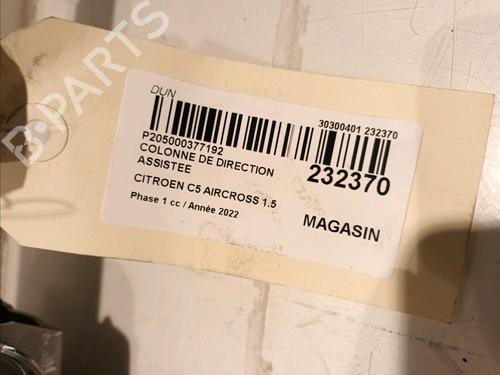 B-PARTS
DUN
30300401 232370
P205000377192
COLONNE DE DIRECTION
ASSISTEE
232370
CITROEN C5 AIRCROSS 1.5
Phase 1 cc / Année 2022
MAGASIN